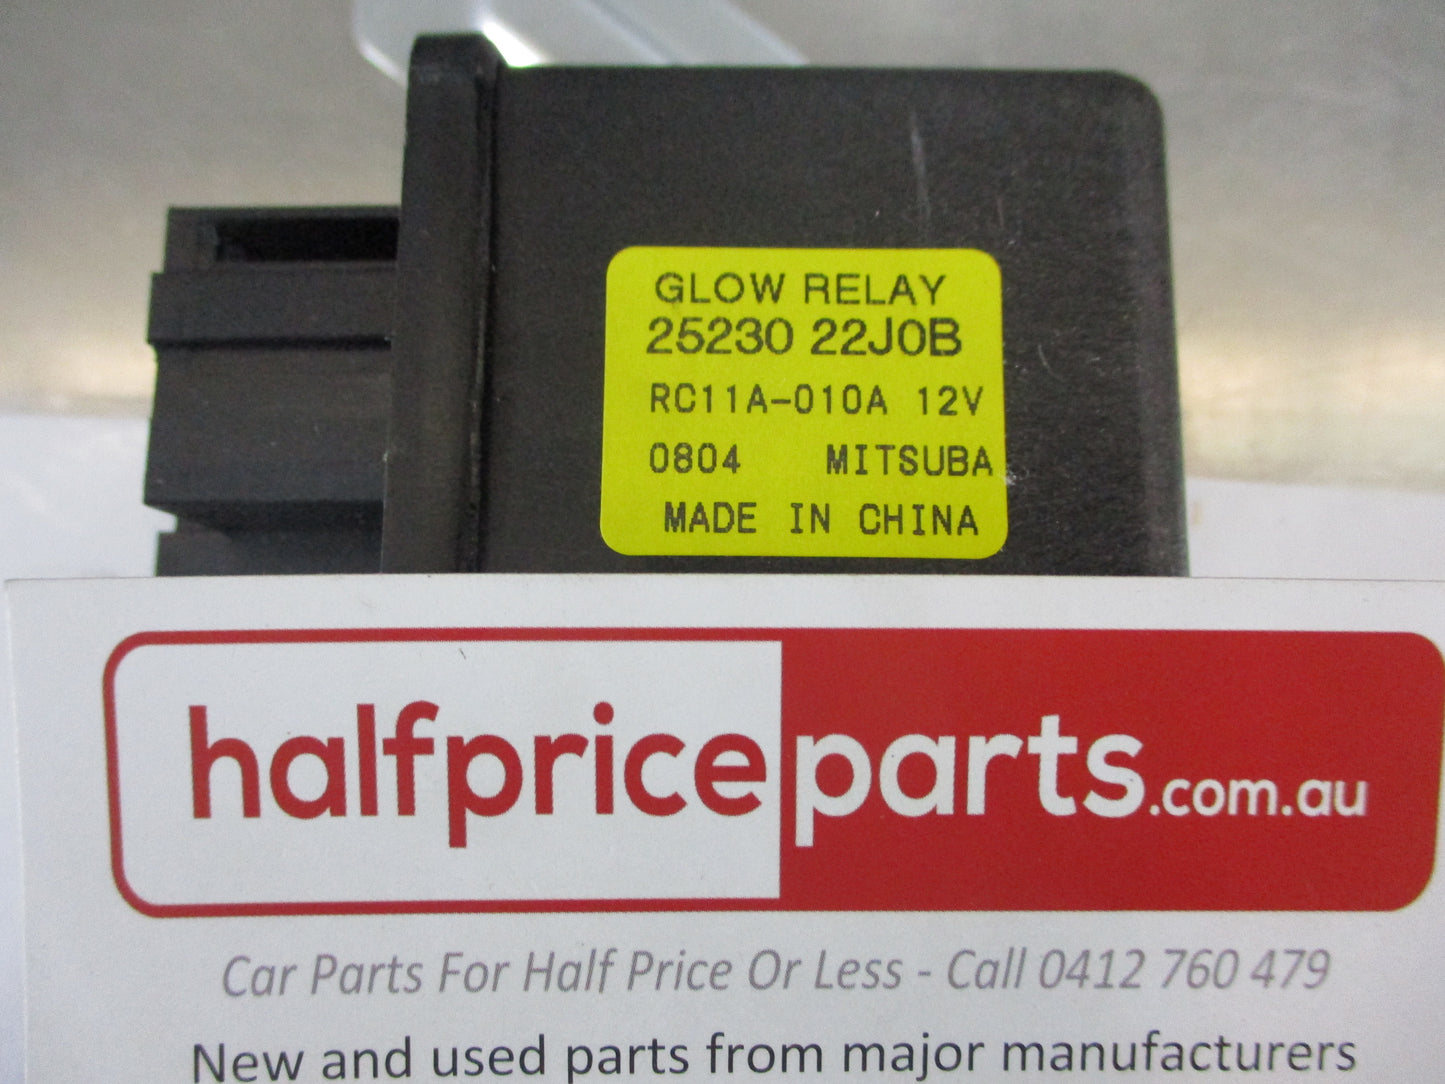 GLOW RELAY
25230 22J0B
RC11A-010A 12V
0804 MITSUBA
MADE IN CHINA
halfpriceparts.com.au
Car Parts For Half Price Or Less - Call 0412 760 479
New and used parts from major manufacturers